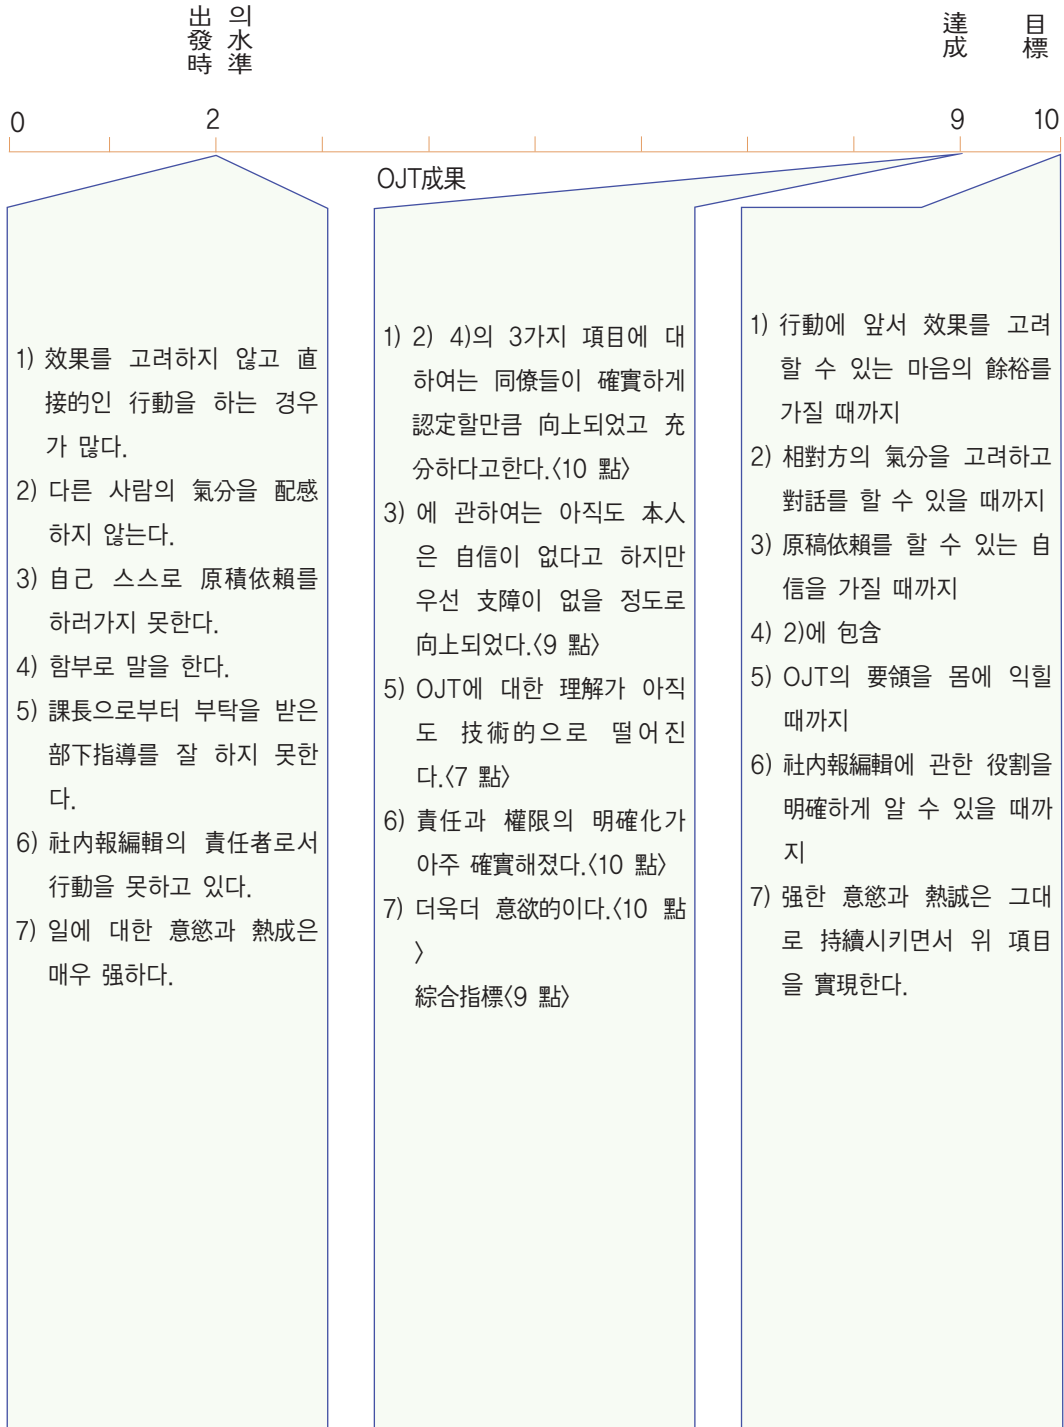 出發時
의水準
達成
目標
0
2
9
10
OJT成果
1) 效果를 고려하지 않고 直
接的인 行動을 하는 경우
가 많다.
2) 다른 사람의 氣分을 配感
하지 않는다.
3) 自己 스스로 原積依賴를
하러가지 못한다.
4) 함부로 말을 한다.
5) 課長으로부터 부탁을 받은
部下指導를 잘 하지 못한
다.
6) 社内報編輯의 責任者로서
行動을 못하고 있다.
7) 일에 대한 意慾과 熱成은
매우 强하다.
1) 2) 4)의 3가지 項目에 대
하여는 同僚들이 確實하게
認定할만큼 向上되었고 充
分하다고한다.〈10 點〉
3) 에 관하여는 아직도 本人
은 自信이 없다고 하지만
우선 支障이 없을 정도로
向上되었다.〈9 點〉
5) OJT에 대한 理解가 아직
도 技術的으로 떨어진
다.〈7 點〉
6) 責任과 權限의 明確化가
아주 確實해졌다.〈10 點〉
7) 더욱더 意欲的이다.〈10 點
〉
綜合指標〈9 點〉
1) 行動에 앞서 效果를 고려
할 수 있는 마음의 餘裕를
가질 때까지
2) 相對方의 氣分을 고려하고
對話를 할 수 있을 때까지
3) 原稿依賴를 할 수 있는 自
信을 가질 때까지
4) 2)에 包含
5) OJT의 要領을 몸에 익힐
때까지
6) 社内報編輯에 관한 役割을
明確하게 알 수 있을 때까
지
7) 强한 意慾과 熱誠은 그대
로 持續시키면서 위 項目
을 實現한다.